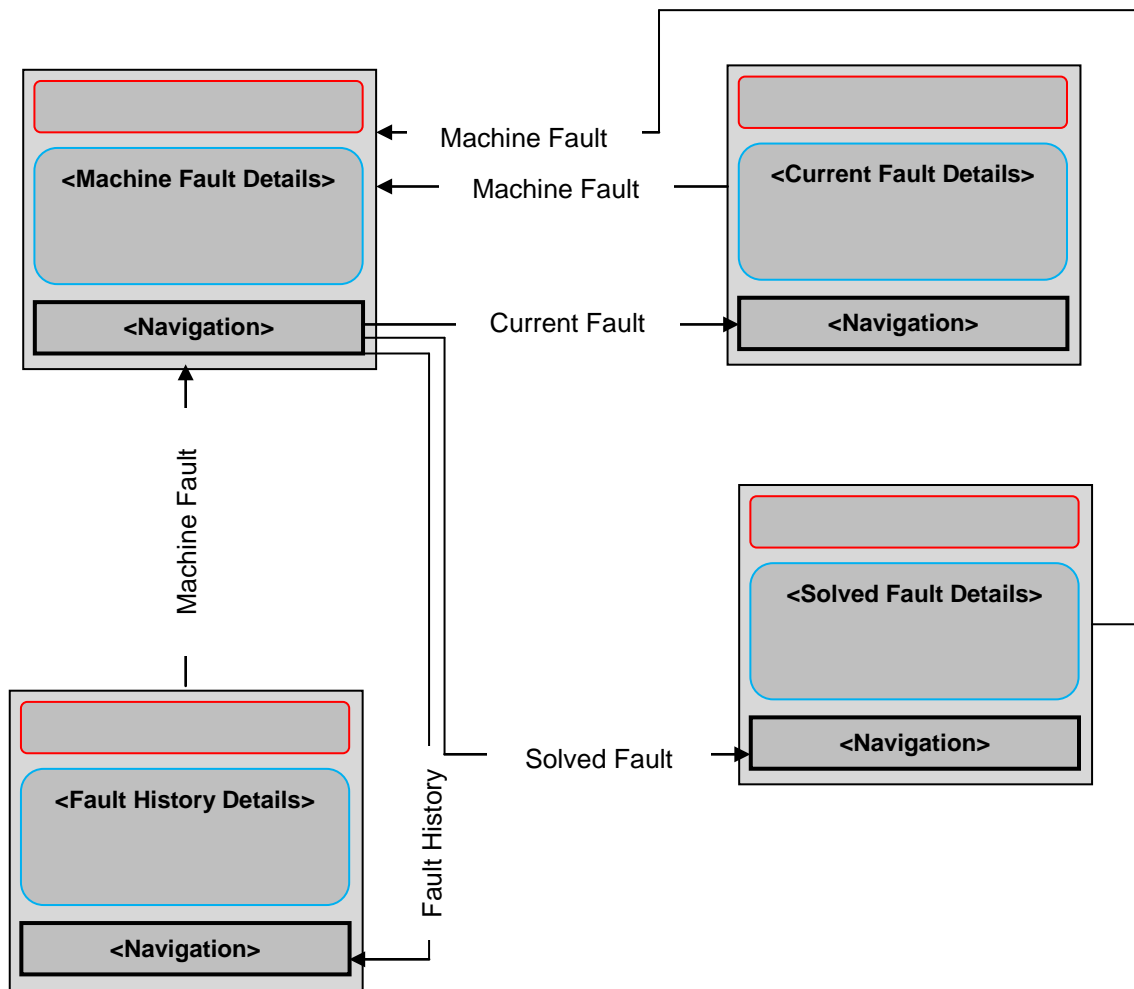 Machine Fault
<Machine Fault Details>
Machine Fault
<Current Fault Details>
<Navigation>
Current Fault
<Navigation>
Machine Fault
<Solved Fault Details>
<Fault History Details>
Fault History
Solved Fault
<Navigation>
<Navigation>